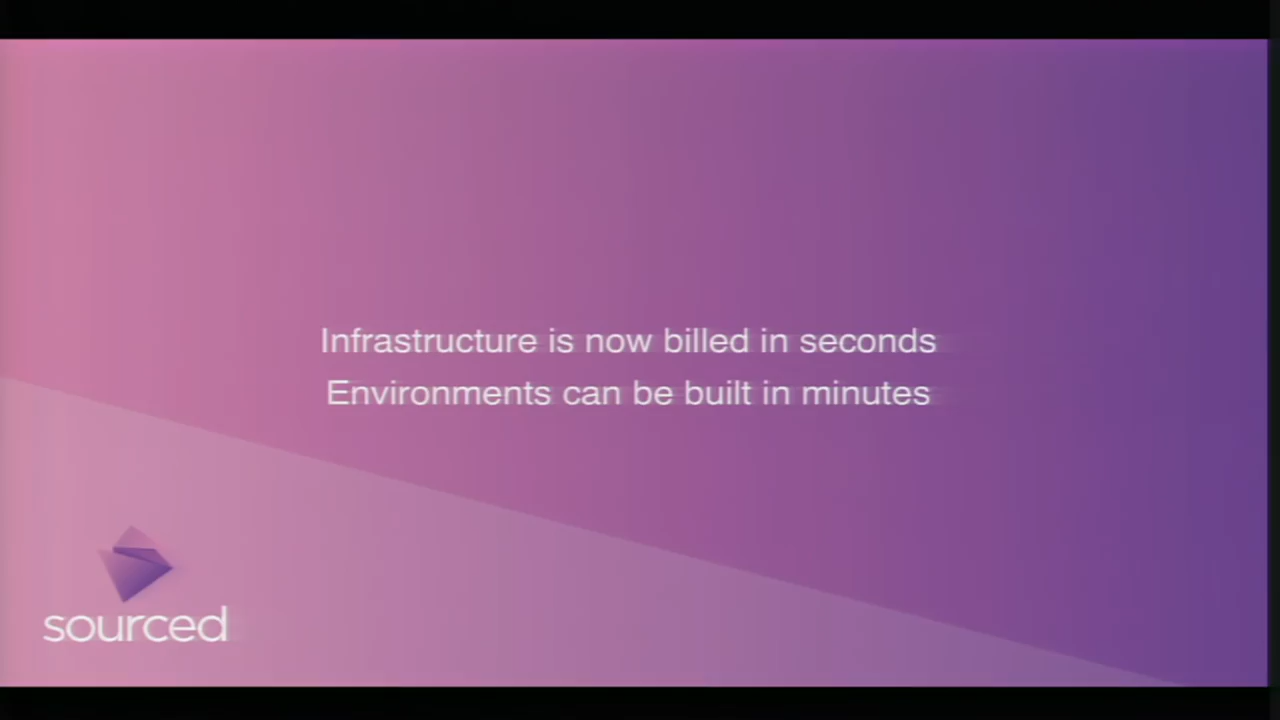 Infrastructure is now billed in seconds
Environments can be built in minutes
sourced